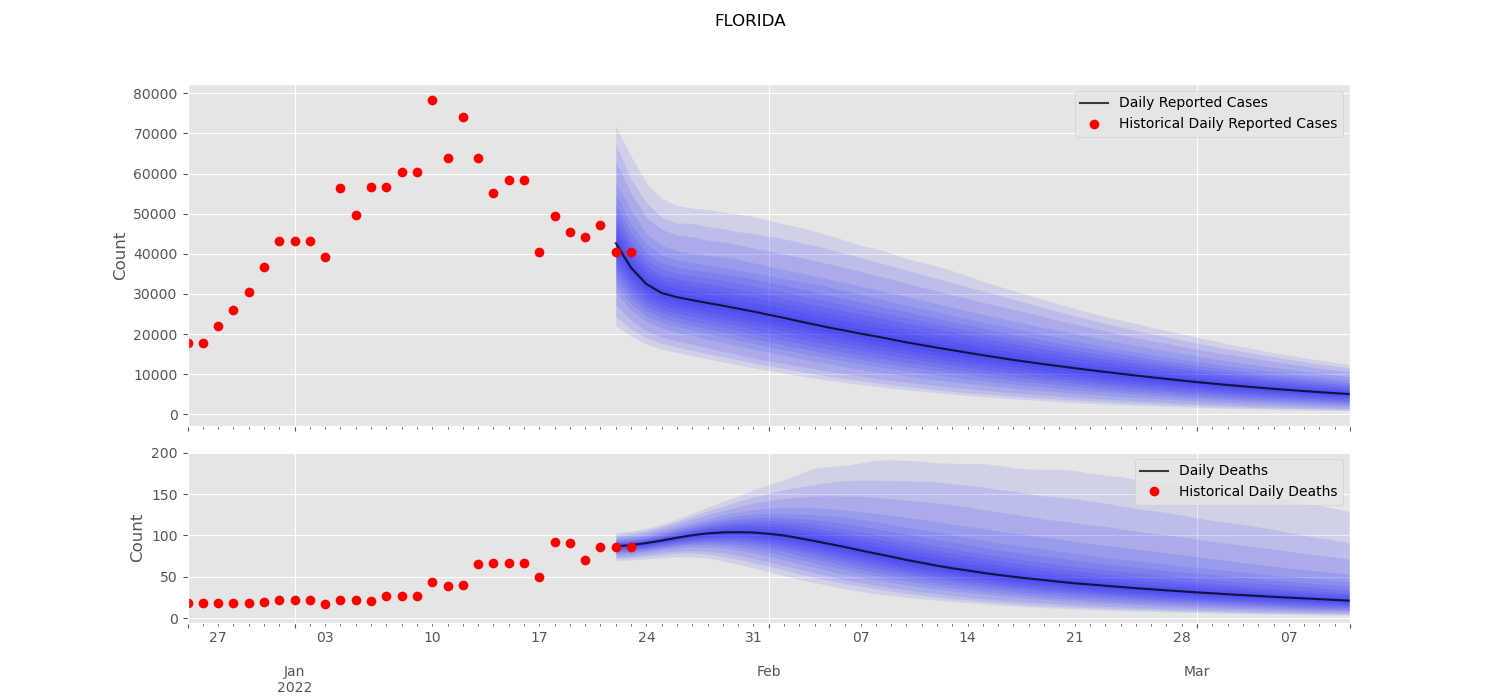 FLORIDA
80000
70000
60000
50000
40000
30000
20000
10000
0
Count
Daily Reported Cases
Historical Daily Reported Cases
200
150
100
50
0
Count
Daily Deaths
Historical Daily Deaths
27 03 10 17 24 31 07 14 21 28 07
Jan Feb Mar
2022